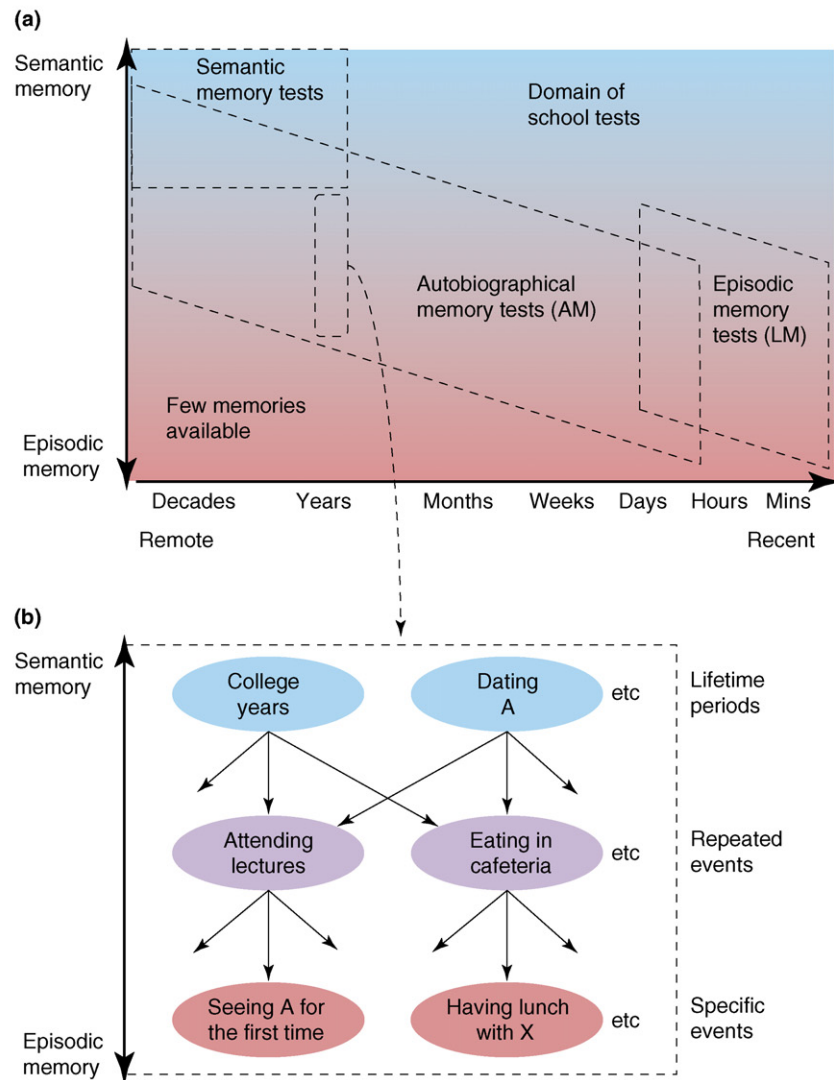 (a)
Semantic
memory
Semantic
memory tests
Domain of
school tests
Autobiographical
memory tests (AM)
Episodic
memory
tests (LM)
Few memories
available
Episodic
memory
Decades Years Months Weeks Days Hours Mins
Remote Recent
(b)
Semantic
memory
College
years
Dating
A
etc
Lifetime
periods
Attending
lectures
Eating in
cafeteria
etc
Repeated
events
Seeing A for
the first time
Having lunch
with X
etc
Specific
events
Episodic
memory